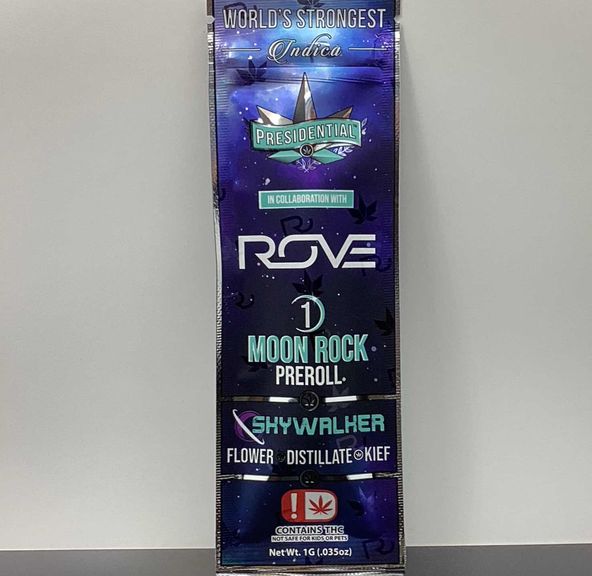 WORLD'S STRONGEST
Indica
PRESIDENTIAL
IN COLLABORATION WITH
ROVE
1
MOON ROCK
PREROLL
SKYWALKER
FLOWER DISTILLATE KIEF
!
CONTAINS THC
NOT SAFE FOR KIDS OR PETS
Net Wt. 1G (.035oz)